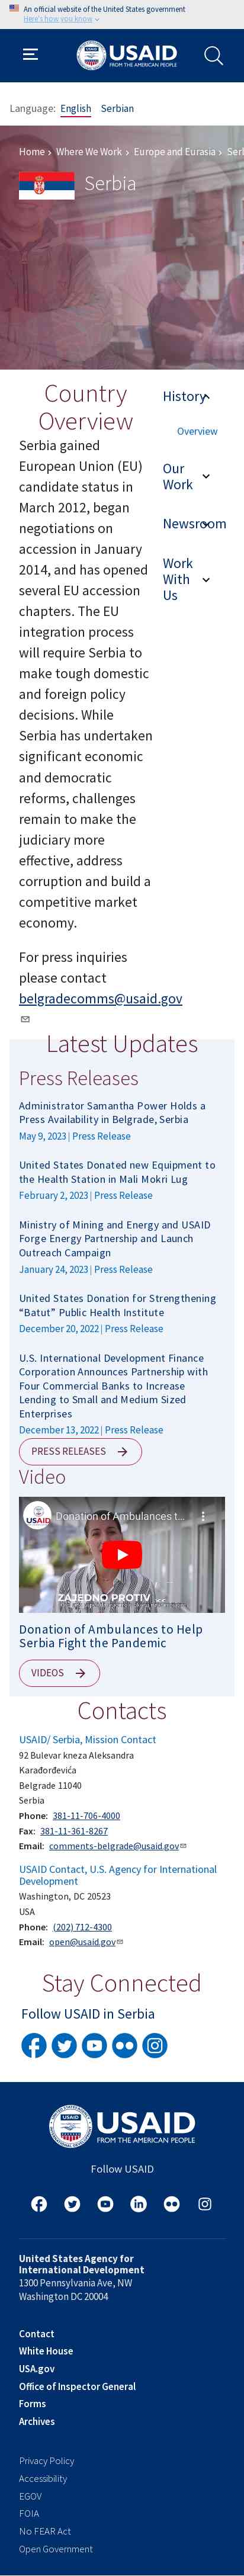 An official website of the United States government
Here's how you know
USAID
FROM THE AMERICAN PEOPLE
Language: English Serbian
Home > Where We Work > Europe and Eurasia > Serl
Serbia
Country
Overview
Serbia gained
European Union (EU)
candidate status in
March 2012, began
negotiations on
accession in January
2014, and has opened
several EU accession
chapters. The EU
integration process
will require Serbia to
make tough domestic
and foreign policy
decisions. While
Serbia has undertaken
significant economic
and democratic
reforms, challenges
remain to make the
judiciary more
effective, address
corruption and build a
competitive market
economy.
For press inquiries
please contact
belgradecomms@usaid.gov
History
Overview
Our
Work
Newsroom
Work
With
Us
Latest Updates
Press Releases
Administrator Samantha Power Holds a
Press Availability in Belgrade, Serbia
May 9, 2023 | Press Release
United States Donated new Equipment to
the Health Station in Mali Mokri Lug
February 2, 2023 | Press Release
Ministry of Mining and Energy and USAID
Forge Energy Partnership and Launch
Outreach Campaign
January 24, 2023 | Press Release
United States Donation for Strengthening
“Batut” Public Health Institute
December 20, 2022 | Press Release
U.S. International Development Finance
Corporation Announces Partnership with
Four Commercial Banks to Increase
Lending to Small and Medium Sized
Enterprises
December 13, 2022 | Press Release
PRESS RELEASES
Video
USAID
Donation of Ambulances t...
ZAJEDNO PROTIV
Donation of Ambulances to Help
Serbia Fight the Pandemic
VIDEOS
Contacts
USAID/ Serbia, Mission Contact
92 Bulevar kneza Aleksandra
Karađorđevića
Belgrade 11040
Serbia
Phone: 381-11-706-4000
Fax: 381-11-361-8267
Email: comments-belgrade@usaid.gov
USAID Contact, U.S. Agency for International
Development
Washington, DC 20523
USA
Phone: (202) 712-4300
Email: open@usaid.gov
Stay Connected
Follow USAID in Serbia
USAID
FROM THE AMERICAN PEOPLE
Follow USAID
United States Agency for
International Development
1300 Pennsylvania Ave, NW
Washington DC 20004
Contact
White House
USA.gov
Office of Inspector General
Forms
Archives
Privacy Policy
Accessibility
EGOV
FOIA
No FEAR Act
Open Government